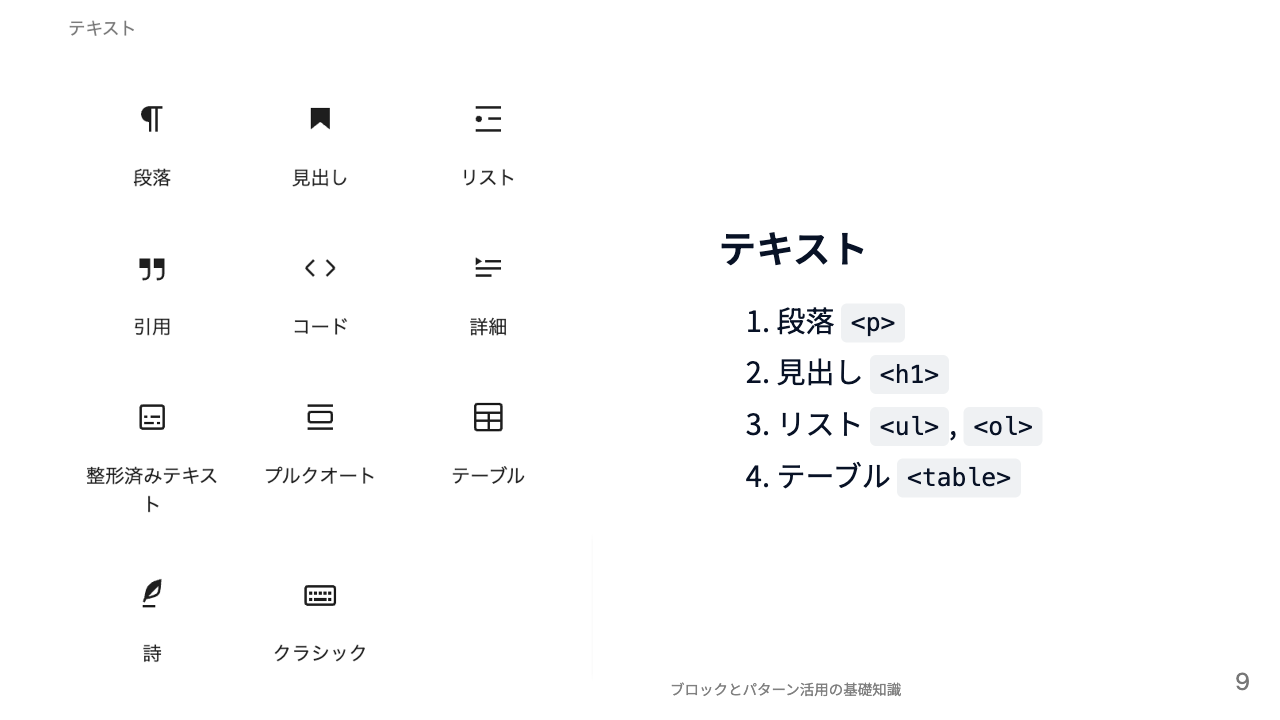 テキスト
段落
見出し
リスト
引用
コード
詳細
整形済みテキス
ト
プルクオート
テーブル
詩
クラシック
テキスト
1. 段落 <p>
2. 見出し <h1>
3. リスト <ul>, <ol>
4. テーブル <table>
ブロックとパターン活用の基礎知識
9